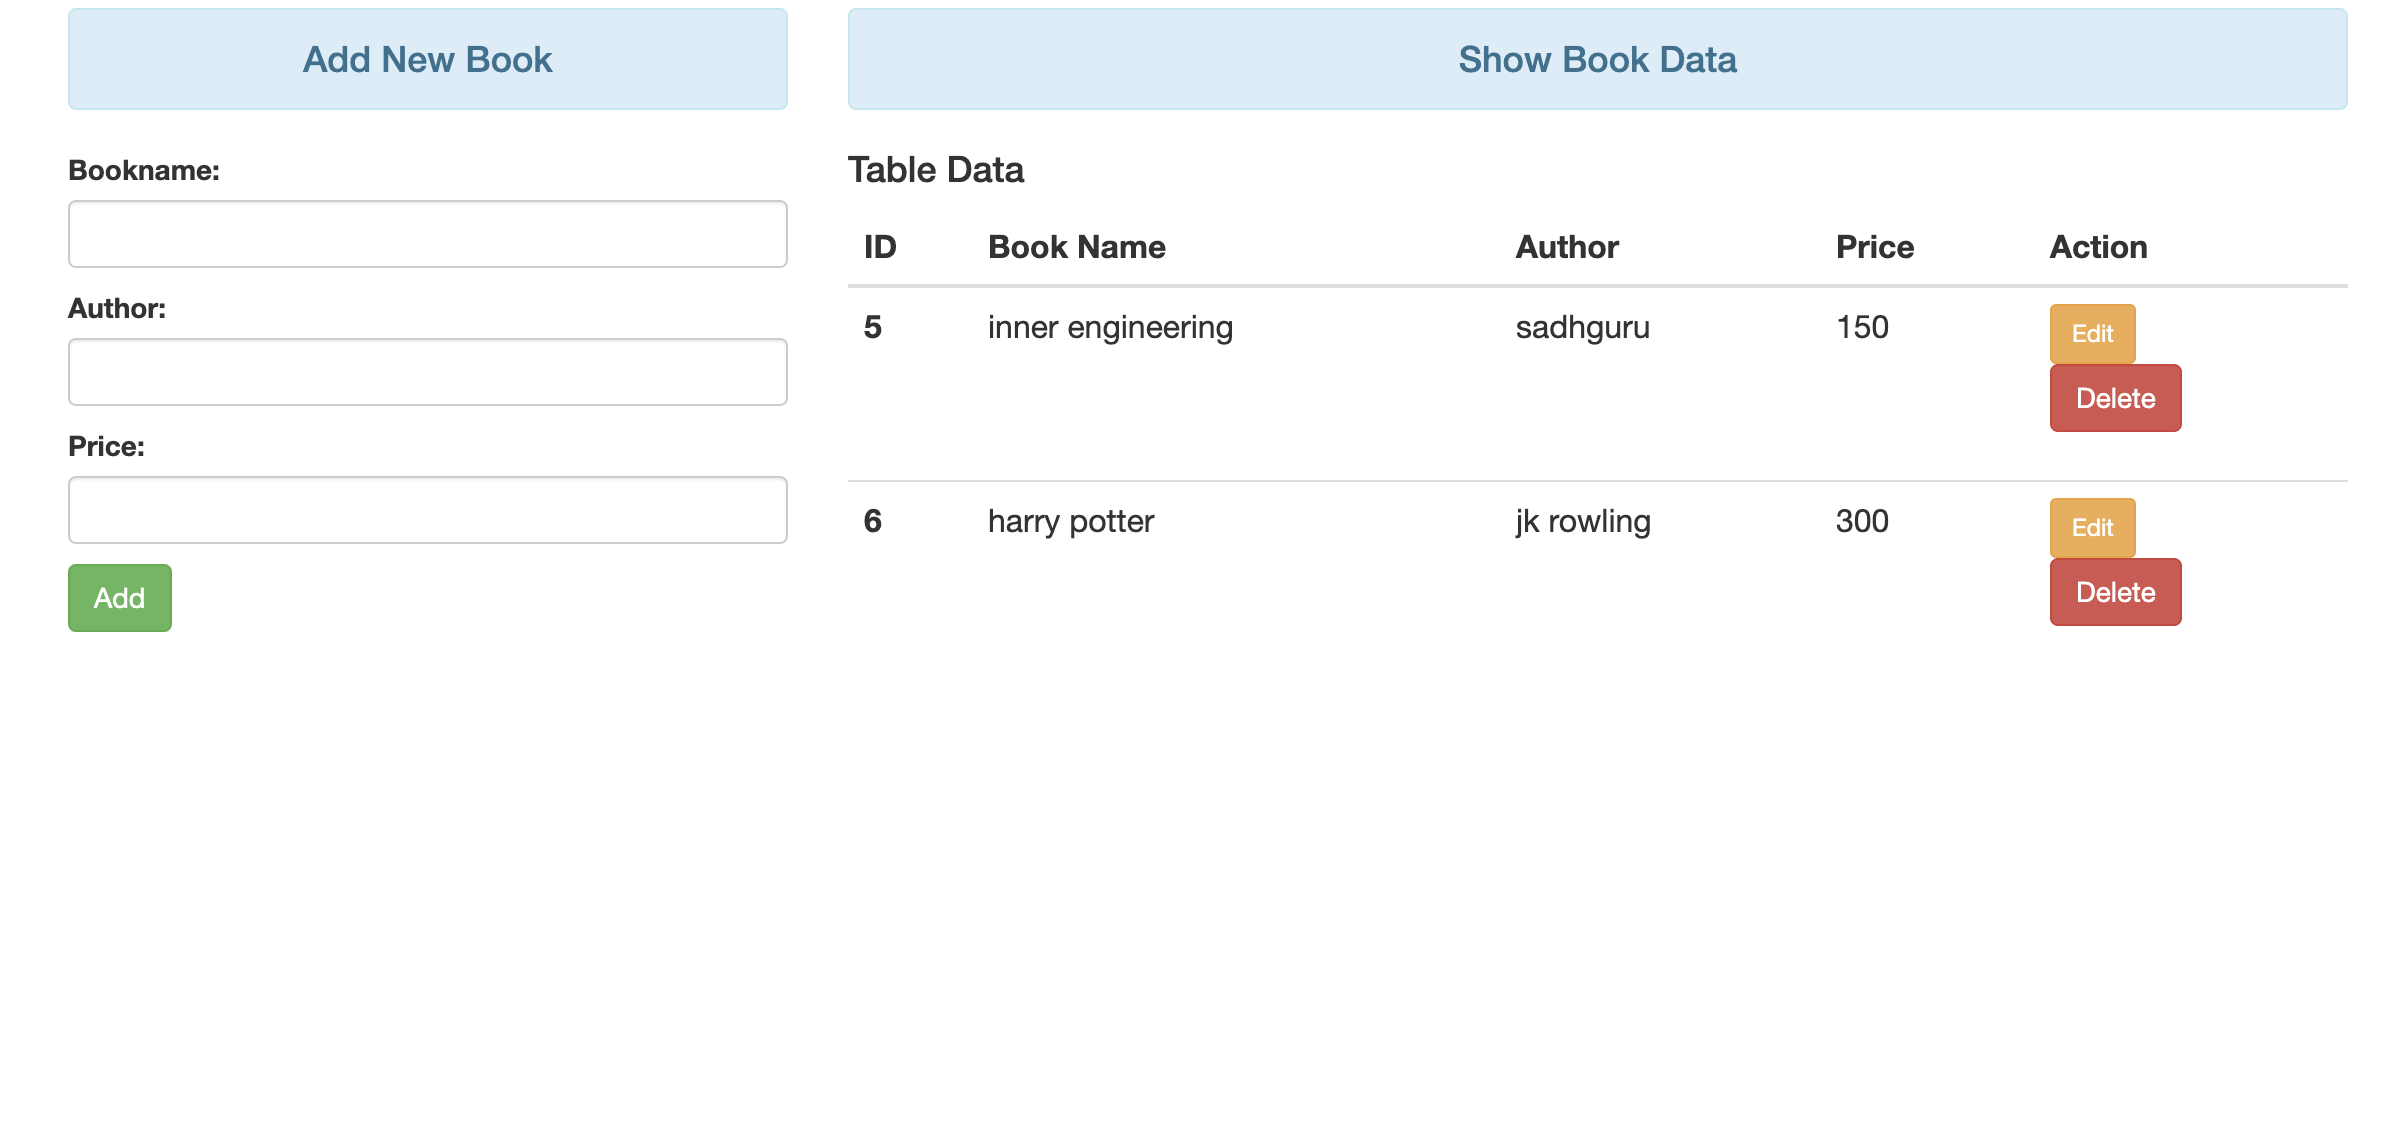 Add New Book
Bookname:
Author:
Price:
Add
Show Book Data
Table Data
ID Book Name Author Price Action
5 inner engineering sadhguru 150 Edit
Delete
6 harry potter jk rowling 300 Edit
Delete